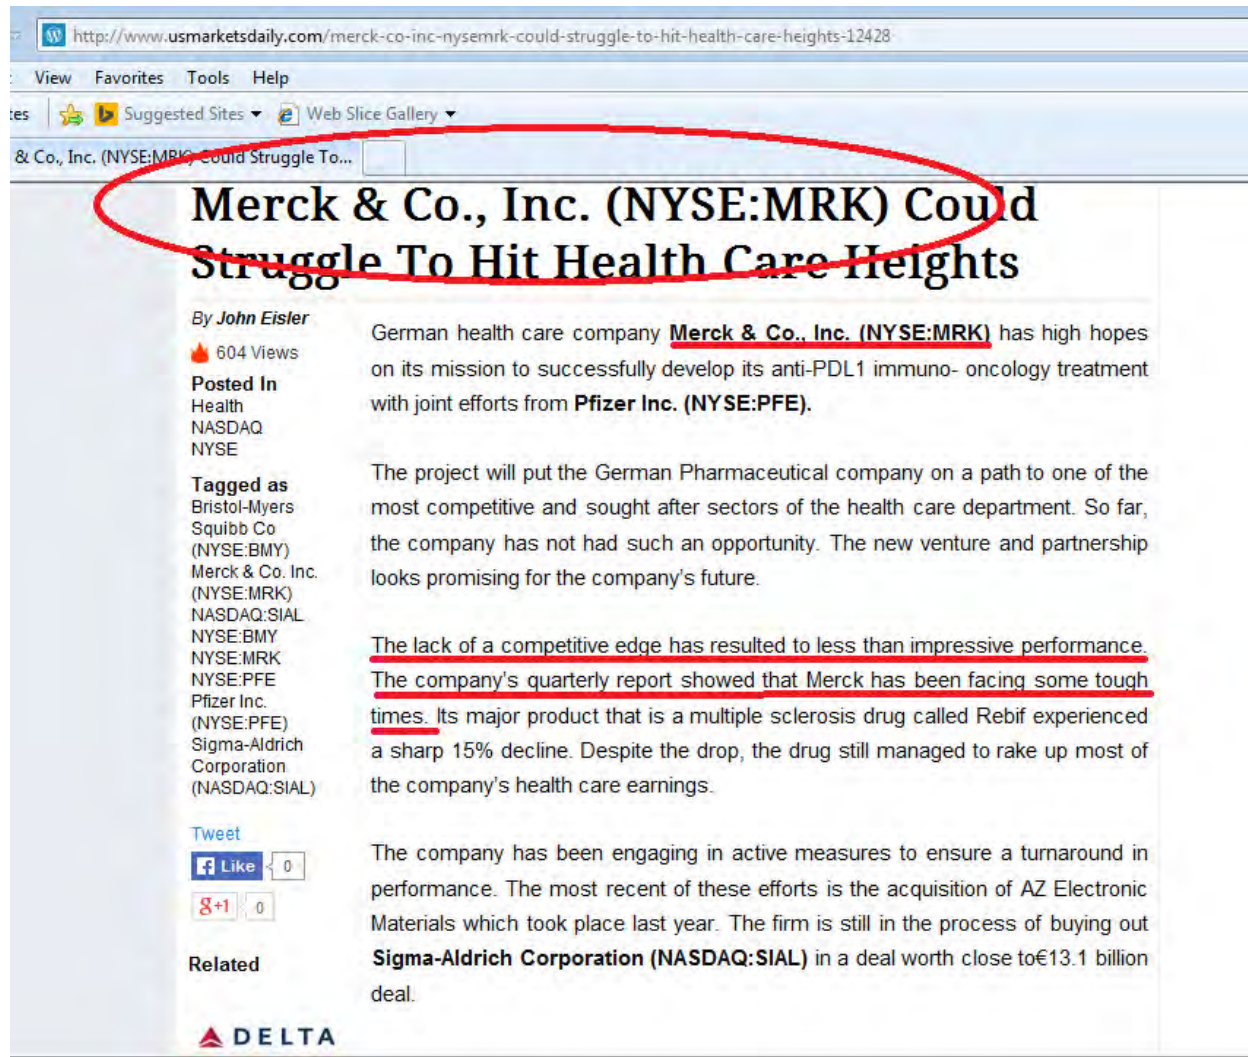 http://www.usmarketsdaily.com/merck-co-inc-nysemrk-could-struggle-to-hit-health-care-heights-12428
View Favorites Tools Help
Suggested Sites Web Slice Gallery
& Co., Inc. (NYSE:MRK) Could Struggle To...
Merck & Co., Inc. (NYSE:MRK) Could
Struggle To Hit Health Care Heights
By John Eisler
604 Views
Posted In
Health
NASDAQ
NYSE
Tagged as
Bristol-Myers
Squibb Co
(NYSE:BMY)
Merck & Co. Inc.
(NYSE:MRK)
NASDAQ:SIAL
NYSE:BMY
NYSE:MRK
NYSE:PFE
Pfizer Inc.
(NYSE:PFE)
Sigma-Aldrich
Corporation
(NASDAQ:SIAL)
Tweet
Like 0
g+1 0
Related
DELTA
German health care company Merck & Co., Inc. (NYSE:MRK) has high hopes
on its mission to successfully develop its anti-PDL1 immuno- oncology treatment
with joint efforts from Pfizer Inc. (NYSE:PFE).
The project will put the German Pharmaceutical company on a path to one of the
most competitive and sought after sectors of the health care department. So far,
the company has not had such an opportunity. The new venture and partnership
looks promising for the company's future.
The lack of a competitive edge has resulted to less than impressive performance.
The company's quarterly report showed that Merck has been facing some tough
times. Its major product that is a multiple sclerosis drug called Rebif experienced
a sharp 15% decline. Despite the drop, the drug still managed to rake up most of
the company's health care earnings.
The company has been engaging in active measures to ensure a turnaround in
performance. The most recent of these efforts is the acquisition of AZ Electronic
Materials which took place last year. The firm is still in the process of buying out
Sigma-Aldrich Corporation (NASDAQ:SIAL) in a deal worth close to€13.1 billion
deal.